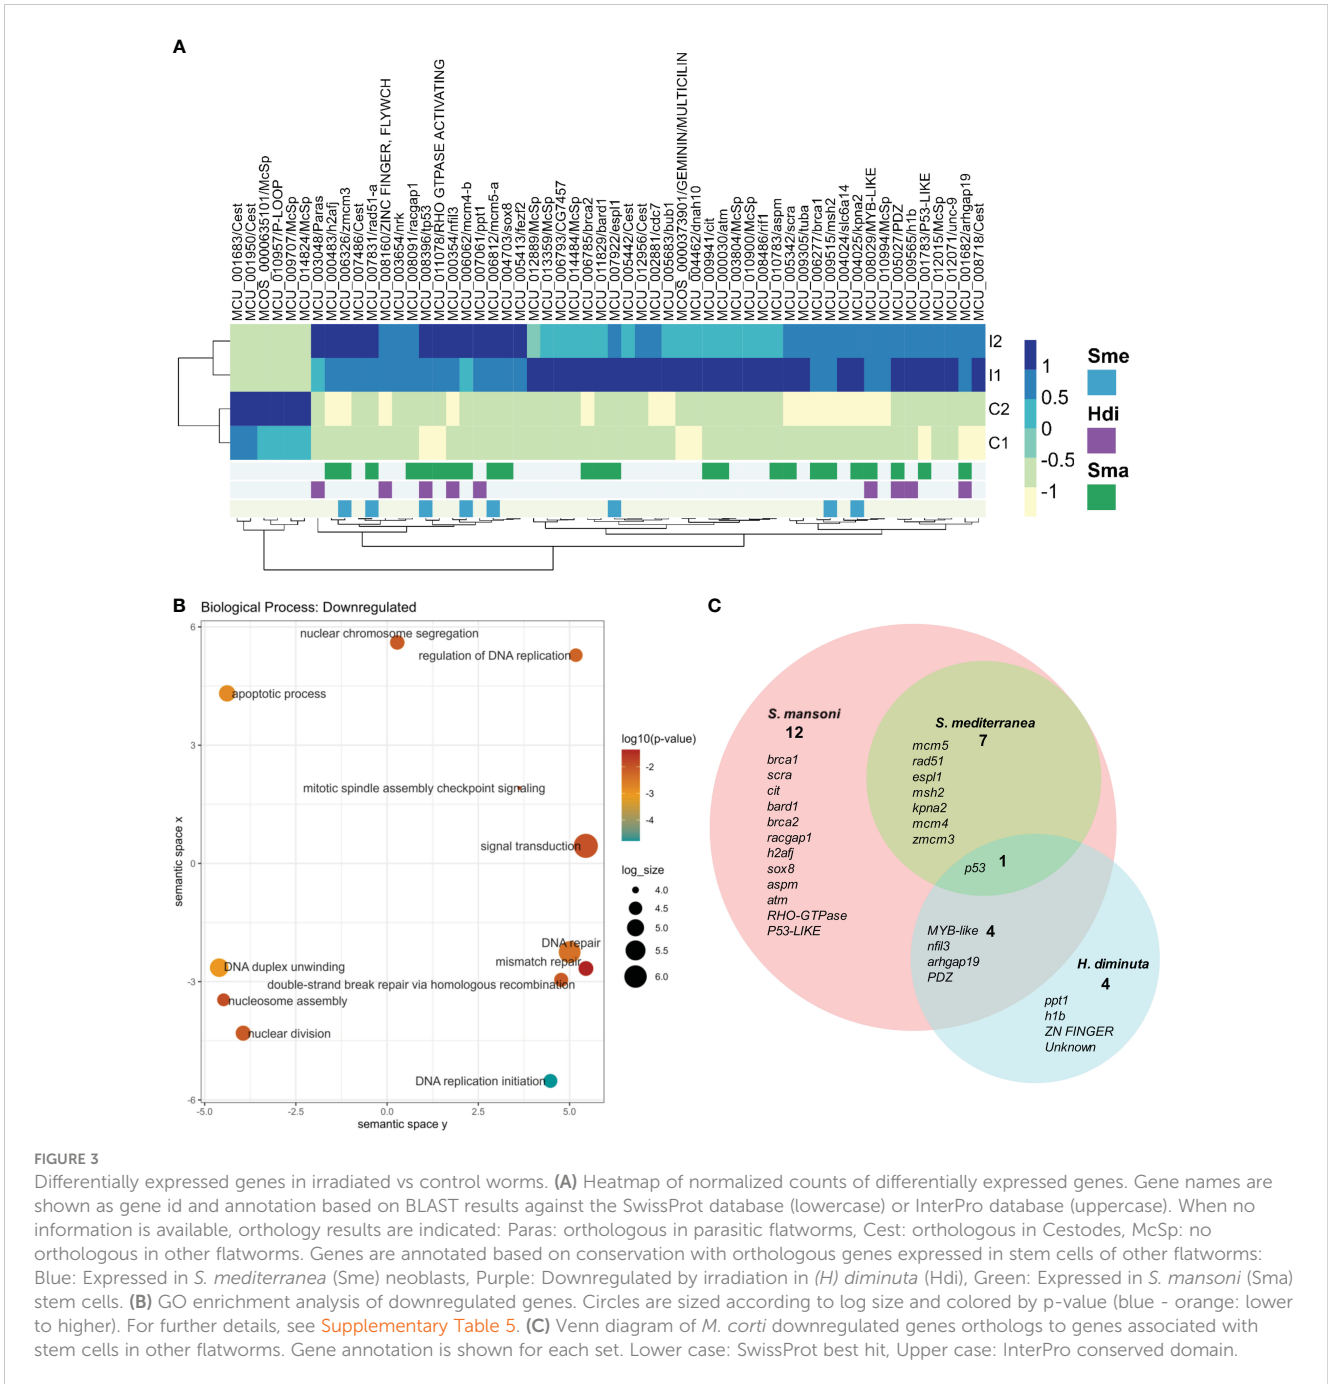 A
MCU_001683/Cest
MCU_001950/Cest
MCOS_0000635101/McSp
MCU_010957/P-LOOP
MCU_009707/McSp
MCU_014824/McSp
MCU_003048/Paras
MCU_000483/h2afj
MCU_006326/zmcm3
MCU_007486/Cest
MCU_007831/rad51-a
MCU_008160/ZINC FINGER, FLYWCH
MCU_003654/nrk
MCU_008091/racgap1
MCU_008396/tp53
MCU_011078/RHO GTPASE ACTIVATING
MCU_000354/nfil3
MCU_006062/mcm4-b
MCU_007061/ppt1
MCU_006812/mcm5-a
MCU_004703/sox8
MCU_005413/fezf2
MCU_012889/McSp
MCU_013359/McSp
MCU_006793/CG7457
MCU_014484/McSp
MCU_006785/brca2
MCU_011829/bard1
MCU_007922/espl1
MCU_005442/Cest
MCU_012956/Cest
MCU_002881/cdc7
MCU_005683/bub1
MCOS_0000373901/GEMININ/MULTICILIN
MCU_004462/dnah10
MCU_009941/cit
MCU_000030/atm
MCU_003804/McSp
MCU_010900/McSp
MCU_008486/rif1
MCU_010783/aspm
MCU_005342/scra
MCU_009305/tuba
MCU_006277/brca1
MCU_009515/msh2
MCU_004024/slc6a14
MCU_004025/kpna2
MCU_008029/MYB-LIKE
MCU_010994/McSp
MCU_005027/PDZ
MCU_009565/h1b
MCU_001783/P53-LIKE
MCU_012015/McSp
MCU_012071/unc-9
MCU_001682/arhgap19
MCU_008718/Cest
I2
I1
C2
C1
1
0.5
0
-0.5
-1
Sme
Hdi
Sma
B
Biological Process: Downregulated
nuclear chromosome segregation
regulation of DNA replication
apoptotic process
mitotic spindle assembly checkpoint signaling
signal transduction
DNA repair
mismatch repair
DNA duplex unwinding
double-strand break repair via homologous recombination
nucleosome assembly
nuclear division
DNA replication initiation
6
3
0
-3
-6
-5.0
-2.5
0.0
2.5
5.0
semantic space x
semantic space y
log10(p-value)
-2
-3
-4
log_size
4.0
4.5
5.0
5.5
6.0
C
S. mansoni
12
brca1
scra
cit
bard1
brca2
racgap1
h2afj
sox8
aspm
atm
RHO-GTPase
P53-LIKE
S. mediterranea
7
mcm5
rad51
espl1
msh2
kpna2
mcm4
zmcm3
1
p53
MYB-like 4
nfil3
arhgap19
PDZ
H. diminuta
4
ppt1
h1b
ZN FINGER
Unknown
FIGURE 3
Differentially expressed genes in irradiated vs control worms. (A) Heatmap of normalized counts of differentially expressed genes. Gene names are
shown as gene id and annotation based on BLAST results against the SwissProt database (lowercase) or InterPro database (uppercase). When no
information is available, orthology results are indicated: Paras: orthologous in parasitic flatworms, Cest: orthologous in Cestodes, McSp: no
orthologous in other flatworms. Genes are annotated based on conservation with orthologous genes expressed in stem cells of other flatworms:
Blue: Expressed in S. mediterranea (Sme) neoblasts, Purple: Downregulated by irradiation in (H) diminuta (Hdi), Green: Expressed in S. mansoni (Sma)
stem cells. (B) GO enrichment analysis of downregulated genes. Circles are sized according to log size and colored by p-value (blue - orange: lower
to higher). For further details, see Supplementary Table 5. (C) Venn diagram of M. corti downregulated genes orthologs to genes associated with
stem cells in other flatworms. Gene annotation is shown for each set. Lower case: SwissProt best hit, Upper case: InterPro conserved domain.